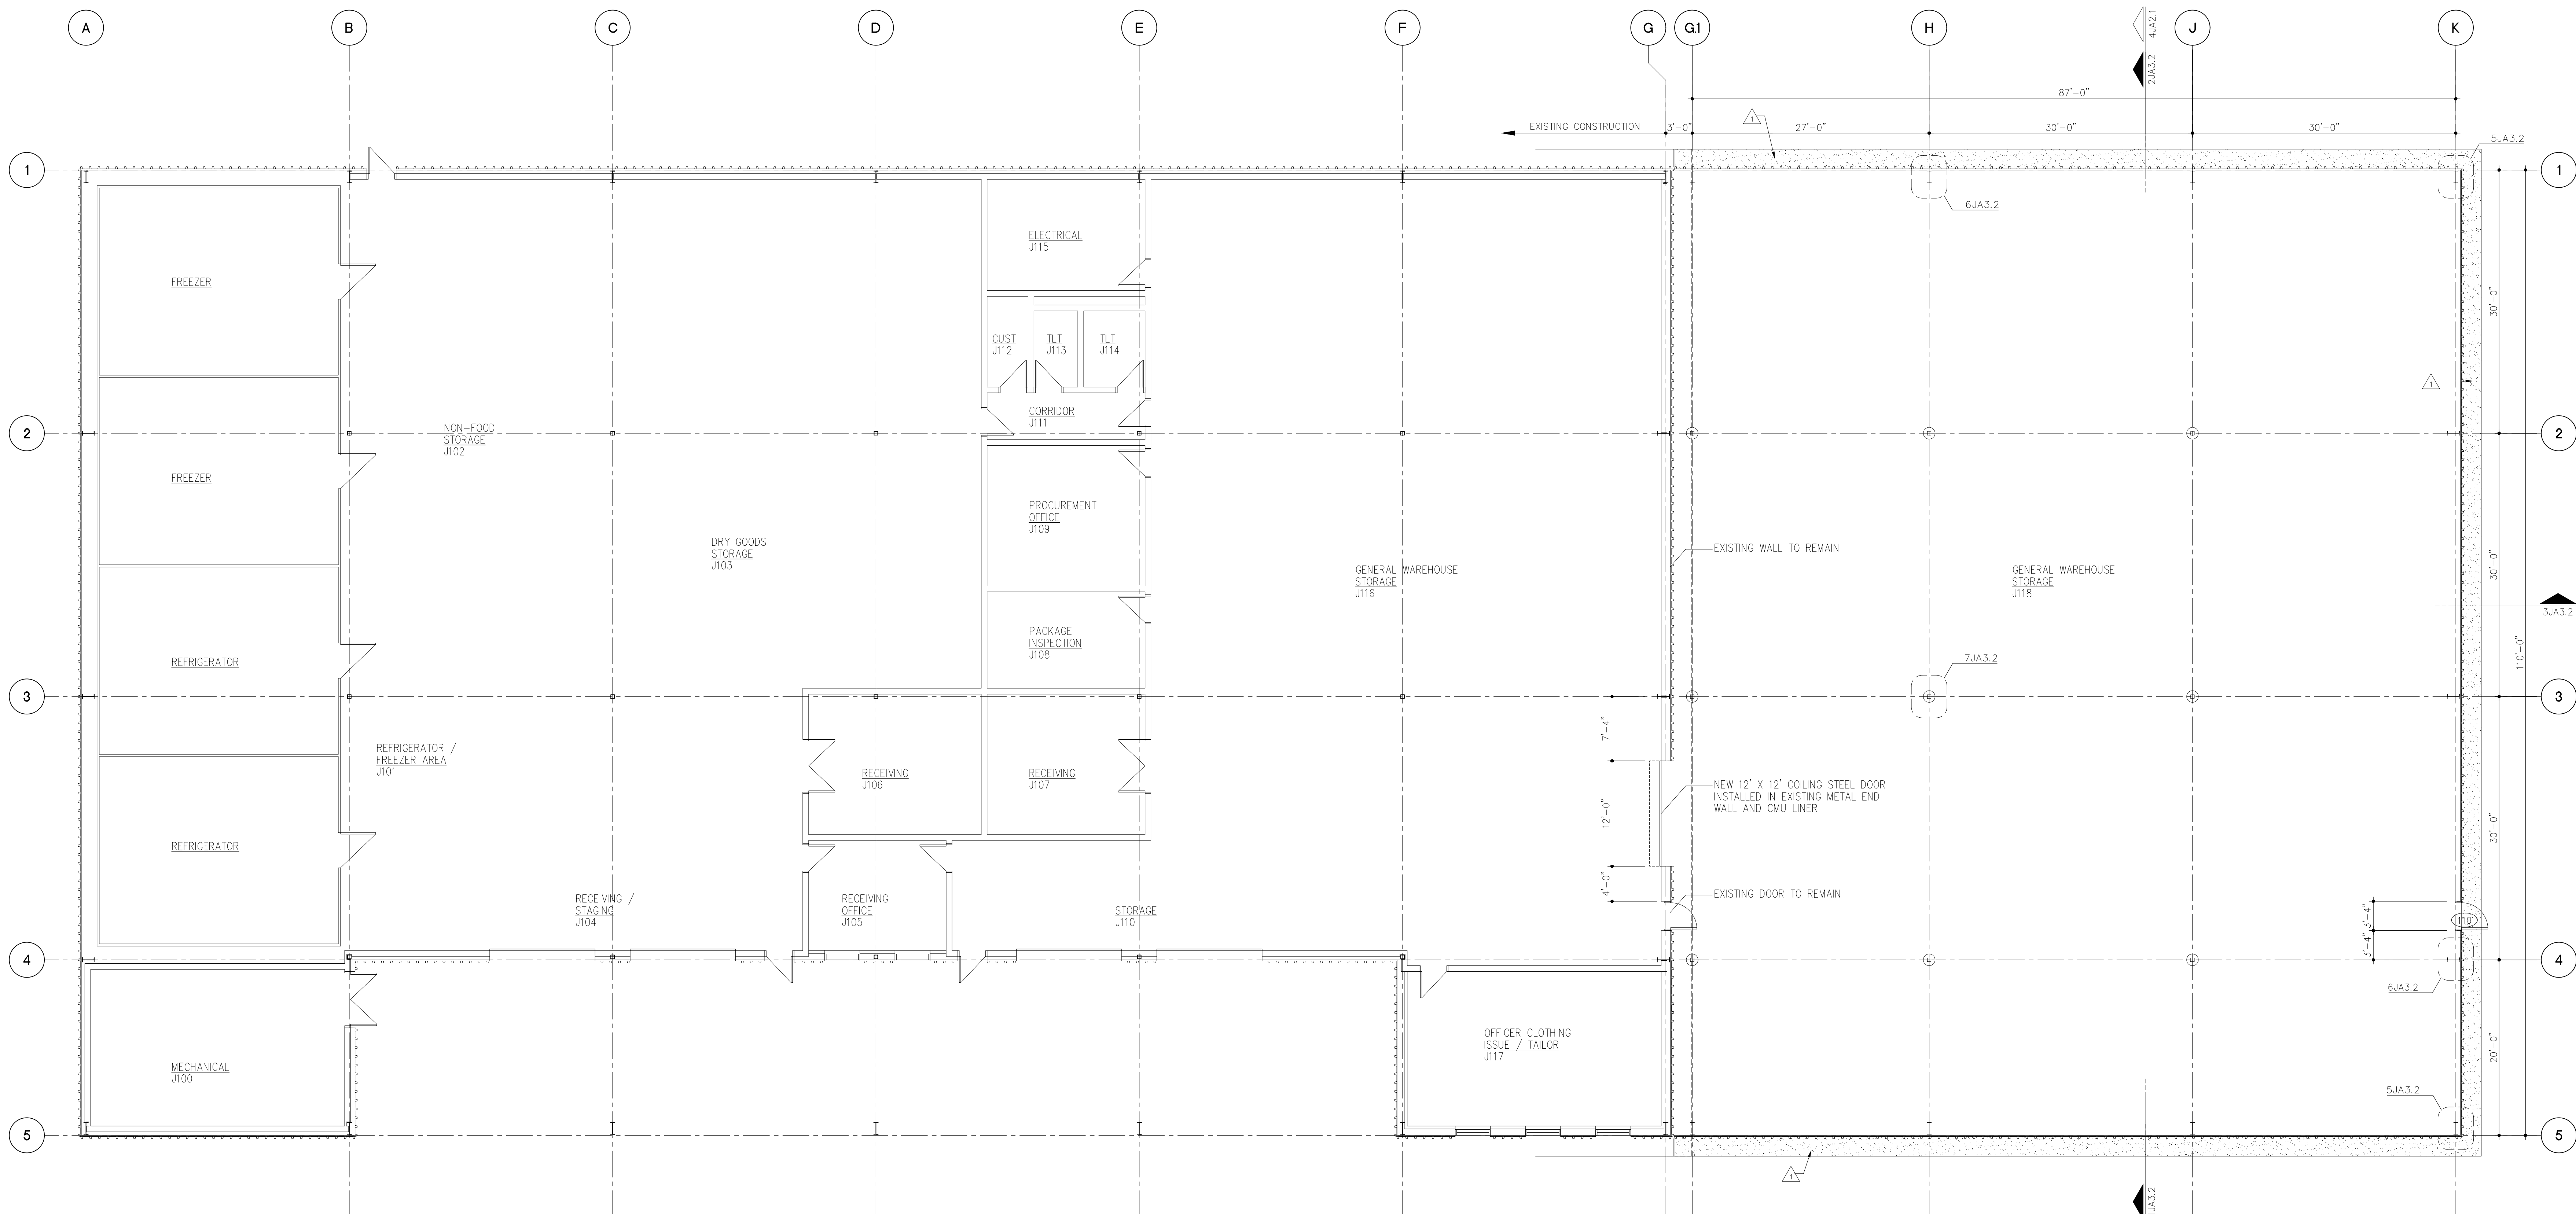 A
B
C
D
E
F
G
G.1
H
J
K
4JA2.1
2JA3.2
87'-0"
EXISTING CONSTRUCTION
3'-0"
1
27'-0"
30'-0"
30'-0"
5JA3.2
1
1
6JA3.2
ELECTRICAL
J115
FREEZER
30'-0"
CUST
J112
TLT
J113
TLT
J114
1
CORRIDOR
J111
2
NON-FOOD
STORAGE
J102
2
FREEZER
PROCUREMENT
OFFICE
J109
DRY GOODS
STORAGE
J103
EXISTING WALL TO REMAIN
GENERAL WAREHOUSE
STORAGE
J116
GENERAL WAREHOUSE
STORAGE
J118
30'-0"
3JA3.2
PACKAGE
INSPECTION
J108
REFRIGERATOR
7JA3.2
110'-0"
3
3
7'-4"
REFRIGERATOR /
FREEZER AREA
J101
RECEIVING
J106
RECEIVING
J107
NEW 12' X 12' COILING STEEL DOOR
INSTALLED IN EXISTING METAL END
WALL AND CMU LINER
12'-0"
30'-0"
REFRIGERATOR
4'-0"
RECEIVING /
STAGING
J104
RECEIVING
OFFICE
J105
STORAGE
J110
EXISTING DOOR TO REMAIN
3'-4"
119
3'-4"
4
4
6JA3.2
OFFICER CLOTHING
ISSUE / TAILOR
J117
20'-0"
MECHANICAL
J100
5JA3.2
5
5
1
1JA3.2